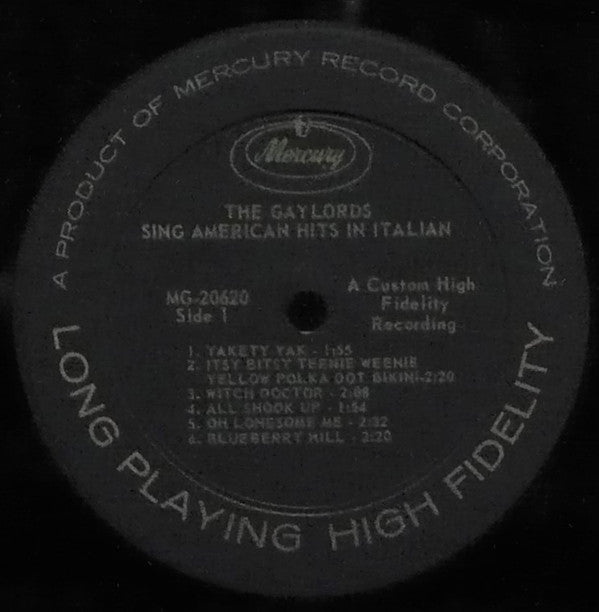 A PRODUCT OF MERCURY RECORD CORPORATION
Mercury
THE GAYLORDS
SING AMERICAN HITS IN ITALIAN
MG-20620
Side 1
A Custom High
Fidelity
Recording
1. YAKETY YAK - 1:55
2. ITSY BITSY TEENIE WEENIE
YELLOW POLKA DOT BIKINI-2:20
3. WITCH DOCTOR - 2:08
4. ALL SHOOK UP - 1:54
5. OH LONESOME ME - 2:32
6. BLUEBERRY HILL - 2:20
LONG PLAYING HIGH FIDELITY